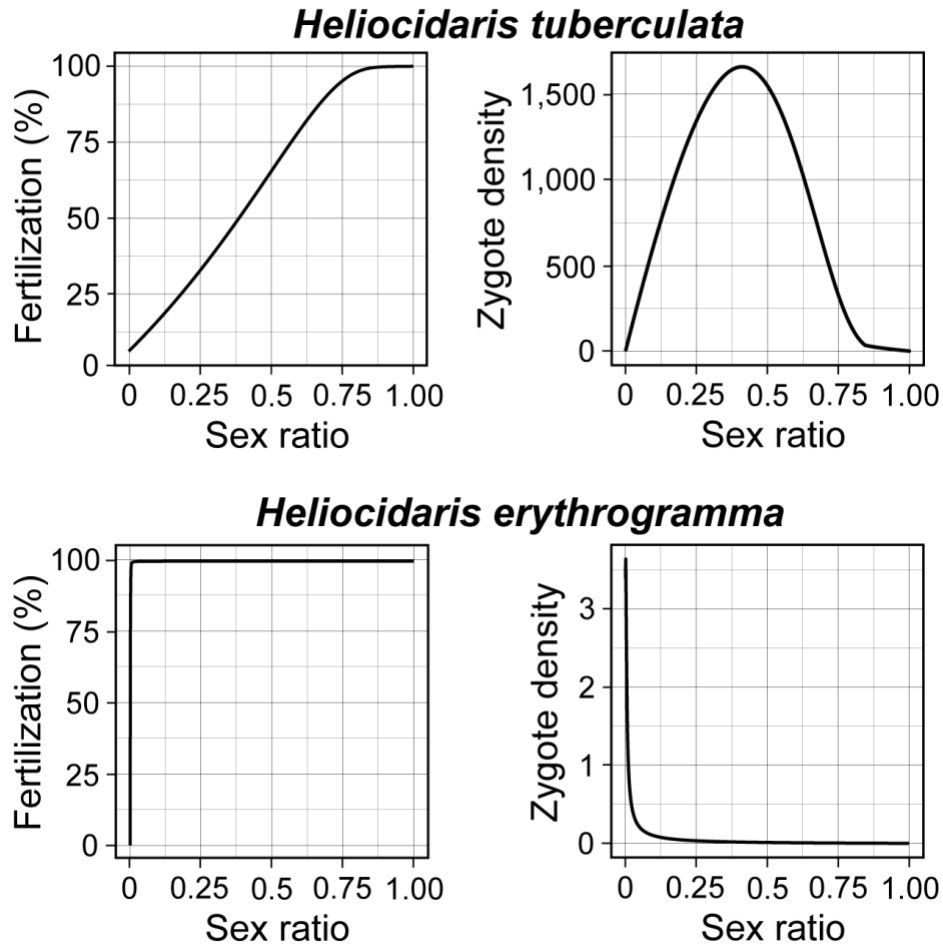 Heliocidaris tuberculata
Fertilization (%)
100
75
50
25
0
0 0.25 0.5 0.75 1.00
Sex ratio
Zygote density
1,500
1,000
500
0
0 0.25 0.5 0.75 1.00
Sex ratio
Heliocidaris erythrogramma
Fertilization (%)
100
75
50
25
0
0 0.25 0.5 0.75 1.00
Sex ratio
Zygote density
3
2
1
0
0 0.25 0.5 0.75 1.00
Sex ratio